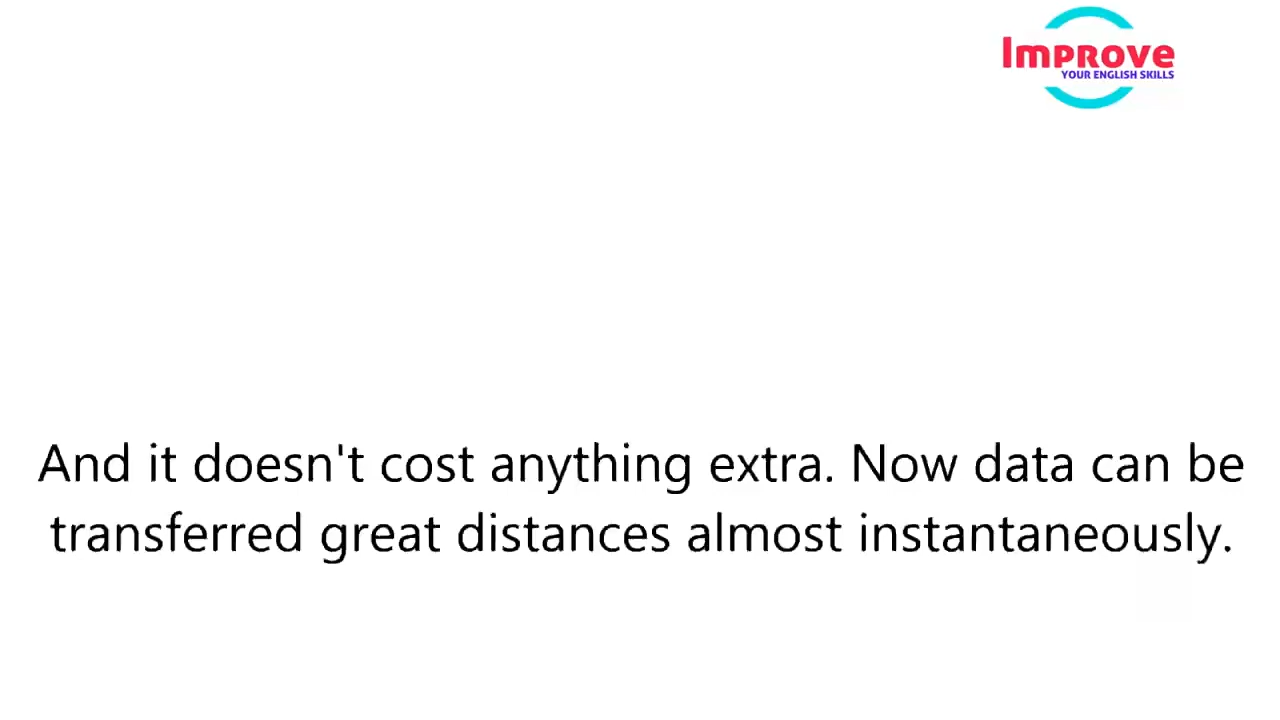 Improve
YOUR ENGLISH SKILLS
And it doesn't cost anything extra. Now data can be
transferred great distances almost instantaneously.